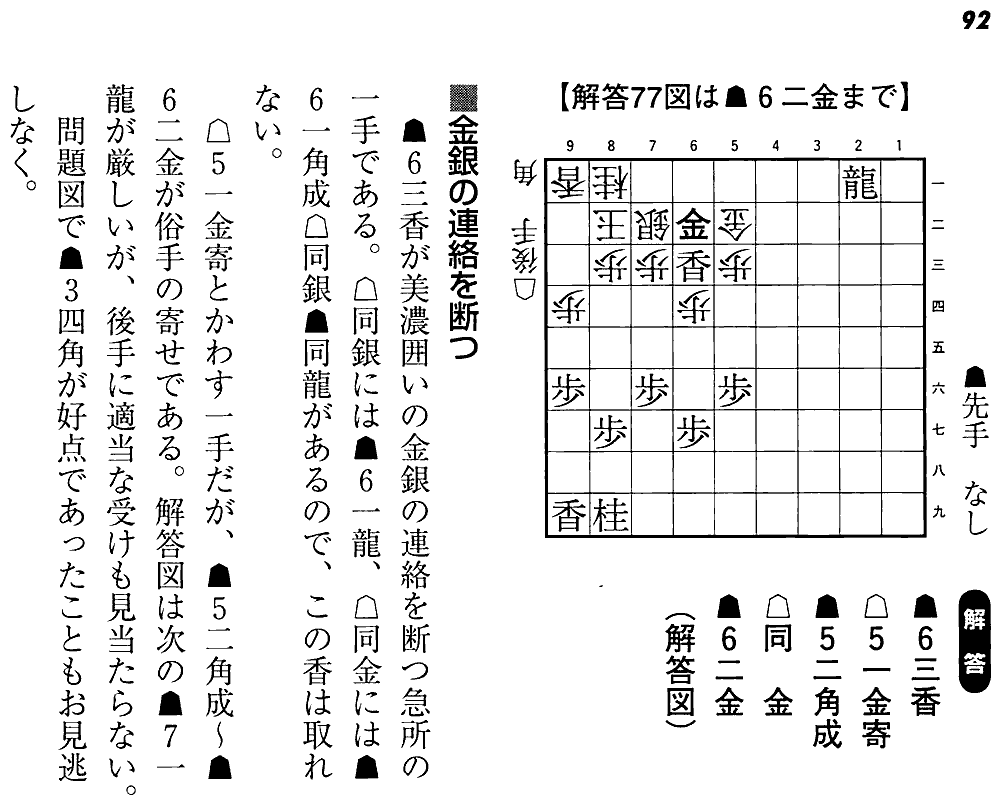 92
【解答77図は☗6二金まで】
9 8 7 6 5 4 3 2 1
香 桂 龍 一
王 銀 金 金 二
歩 歩 香 歩 三
歩 歩 四
五
歩 歩 歩 六
歩 歩 七
八
香 桂 九
☖後手 角
☗先手 なし
解答
☗6三香
☖5一金寄
☗5二角成
☖同 金
☗6二金
(解答図)
■金銀の連絡を断つ
☗6三香が美濃囲いの金銀の連絡を断つ急所の
一手である。☖同銀には☗6一龍、☖同金には☗
6一角成☖同銀☗同龍があるので、この香は取れ
ない。
☖5一金寄とかわす一手だが、☗5二角成〜☗
6二金が俗手の寄せである。解答図は次の☗7一
龍が厳しいが、後手に適当な受けも見当たらない。
問題図で☗3四角が好点であったこともお見逃
しなく。